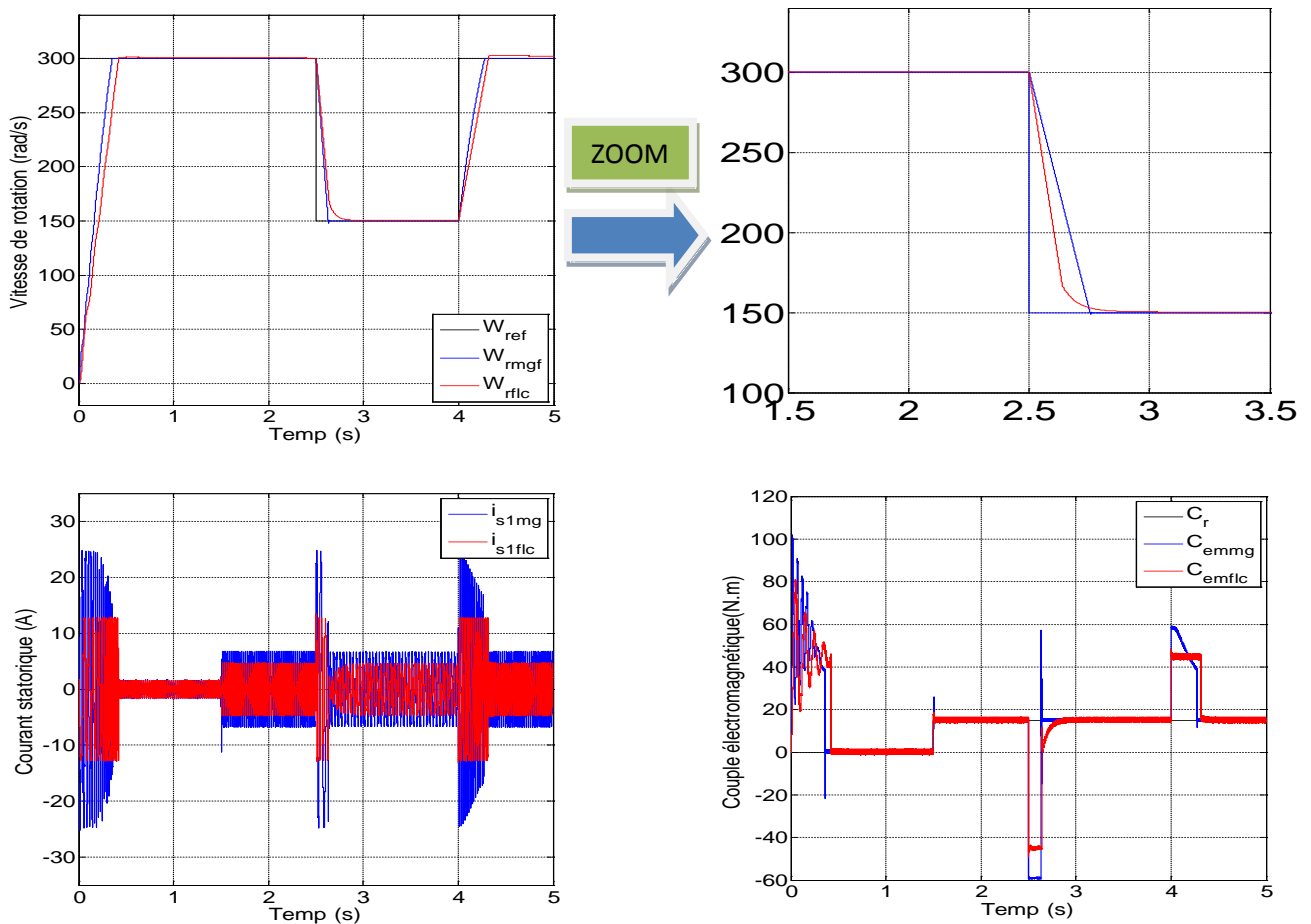 300
250
200
150
100
50
0
Vitesse de rotation (rad/s)
W_ref
W_rmgf
W_rflc
0 1 2 3 4 5
Temp (s)
ZOOM
300
250
200
150
100
1.5 2 2.5 3 3.5
30
20
10
0
-10
-20
-30
Courant statorique (A)
i_s1mg
i_s1flc
0 1 2 3 4 5
Temp (s)
120
100
80
60
40
20
0
-20
-40
-60
Couple électromagnétique(N.m)
C_r
C_emmg
C_emflc
0 1 2 3 4 5
Temp (s)